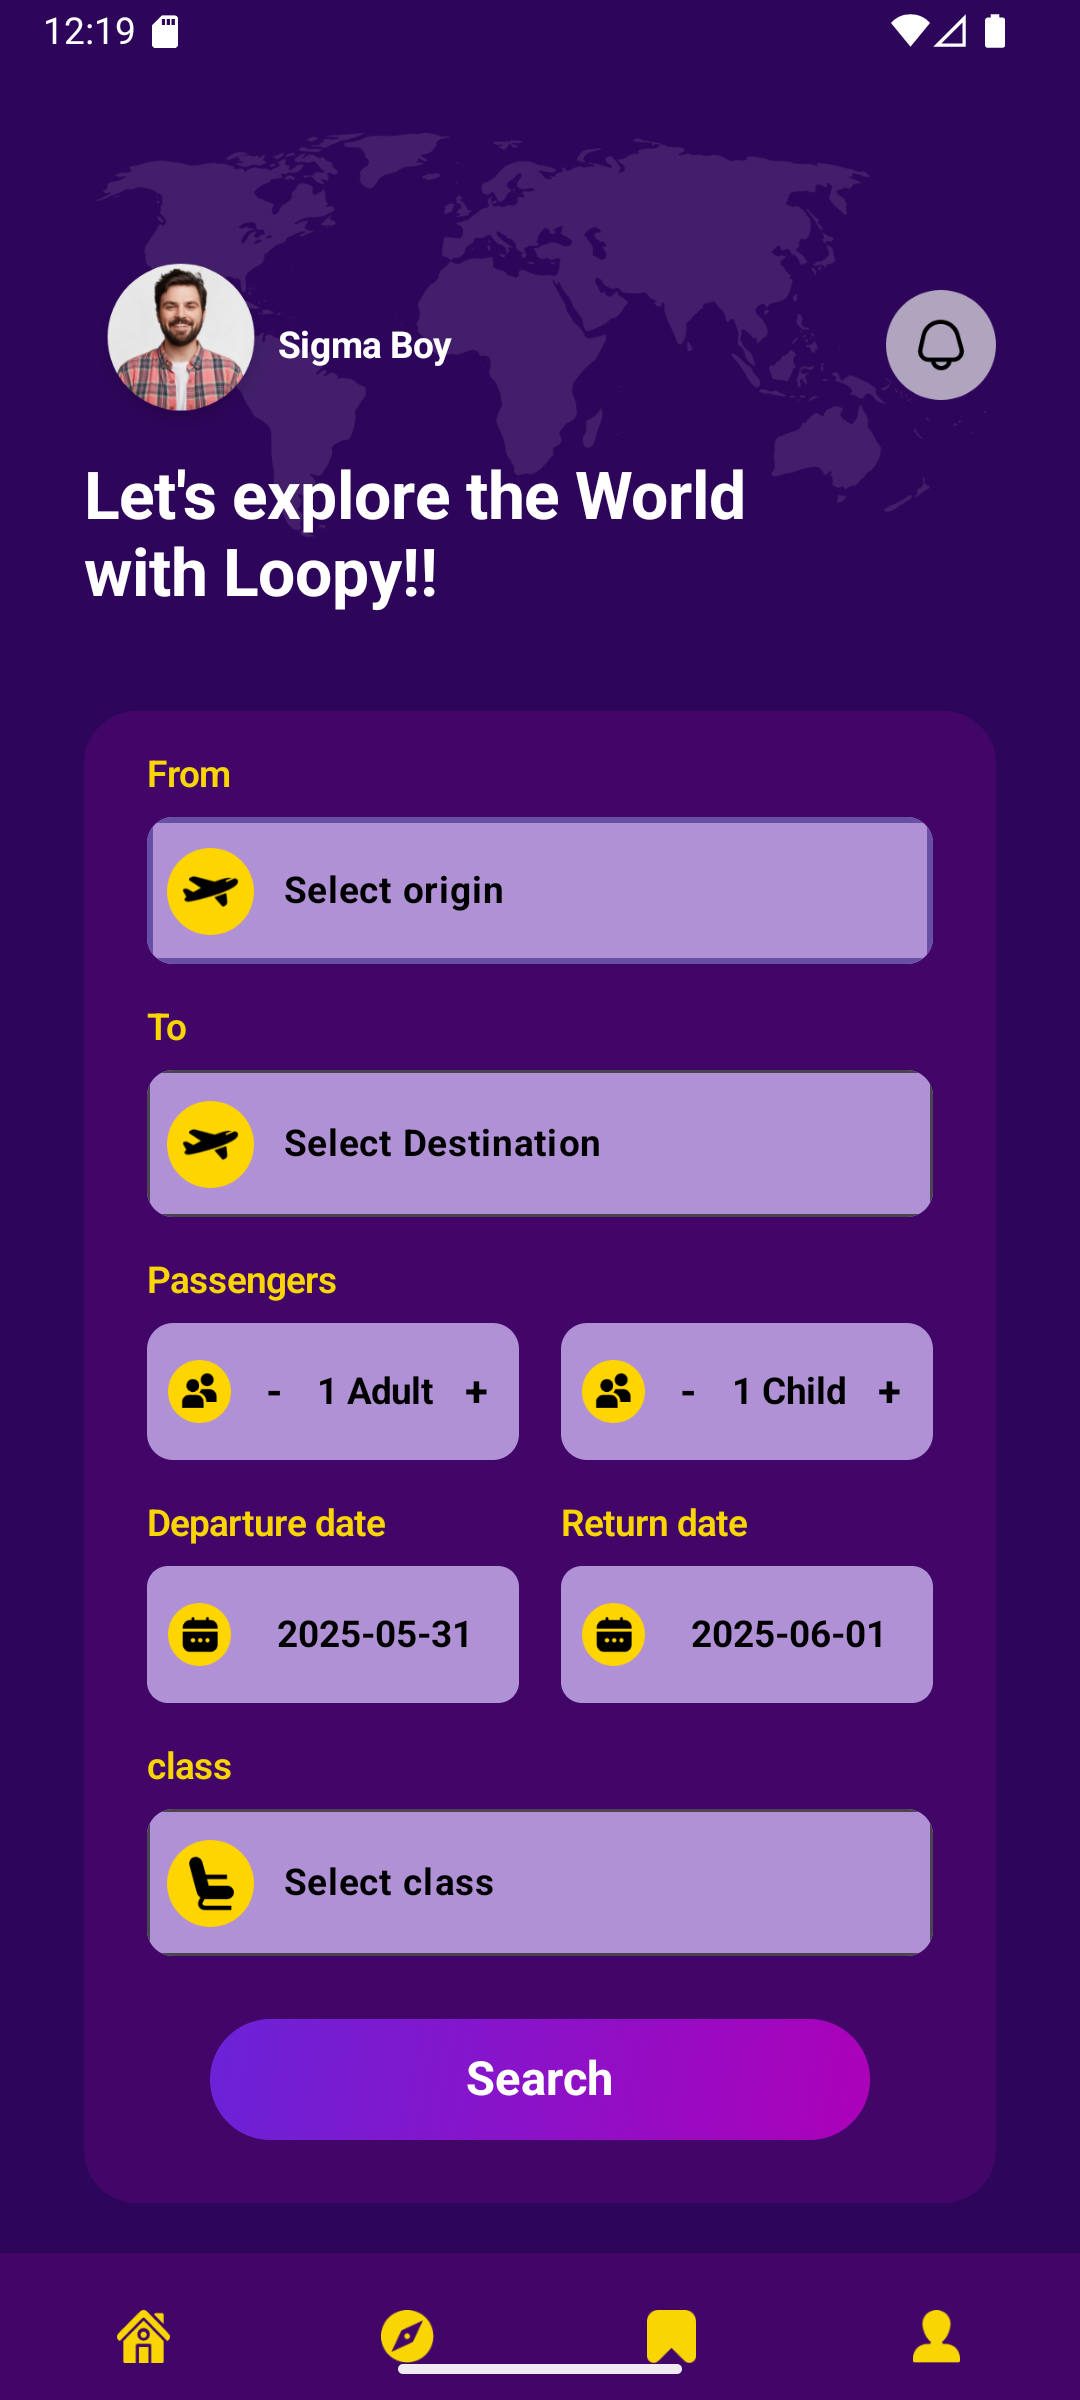 12:19
Sigma Boy
Let's explore the World
with Loopy!!
From
Select origin
To
Select Destination
Passengers
- 1 Adult + - 1 Child +
Departure date Return date
2025-05-31 2025-06-01
class
Select class
Search